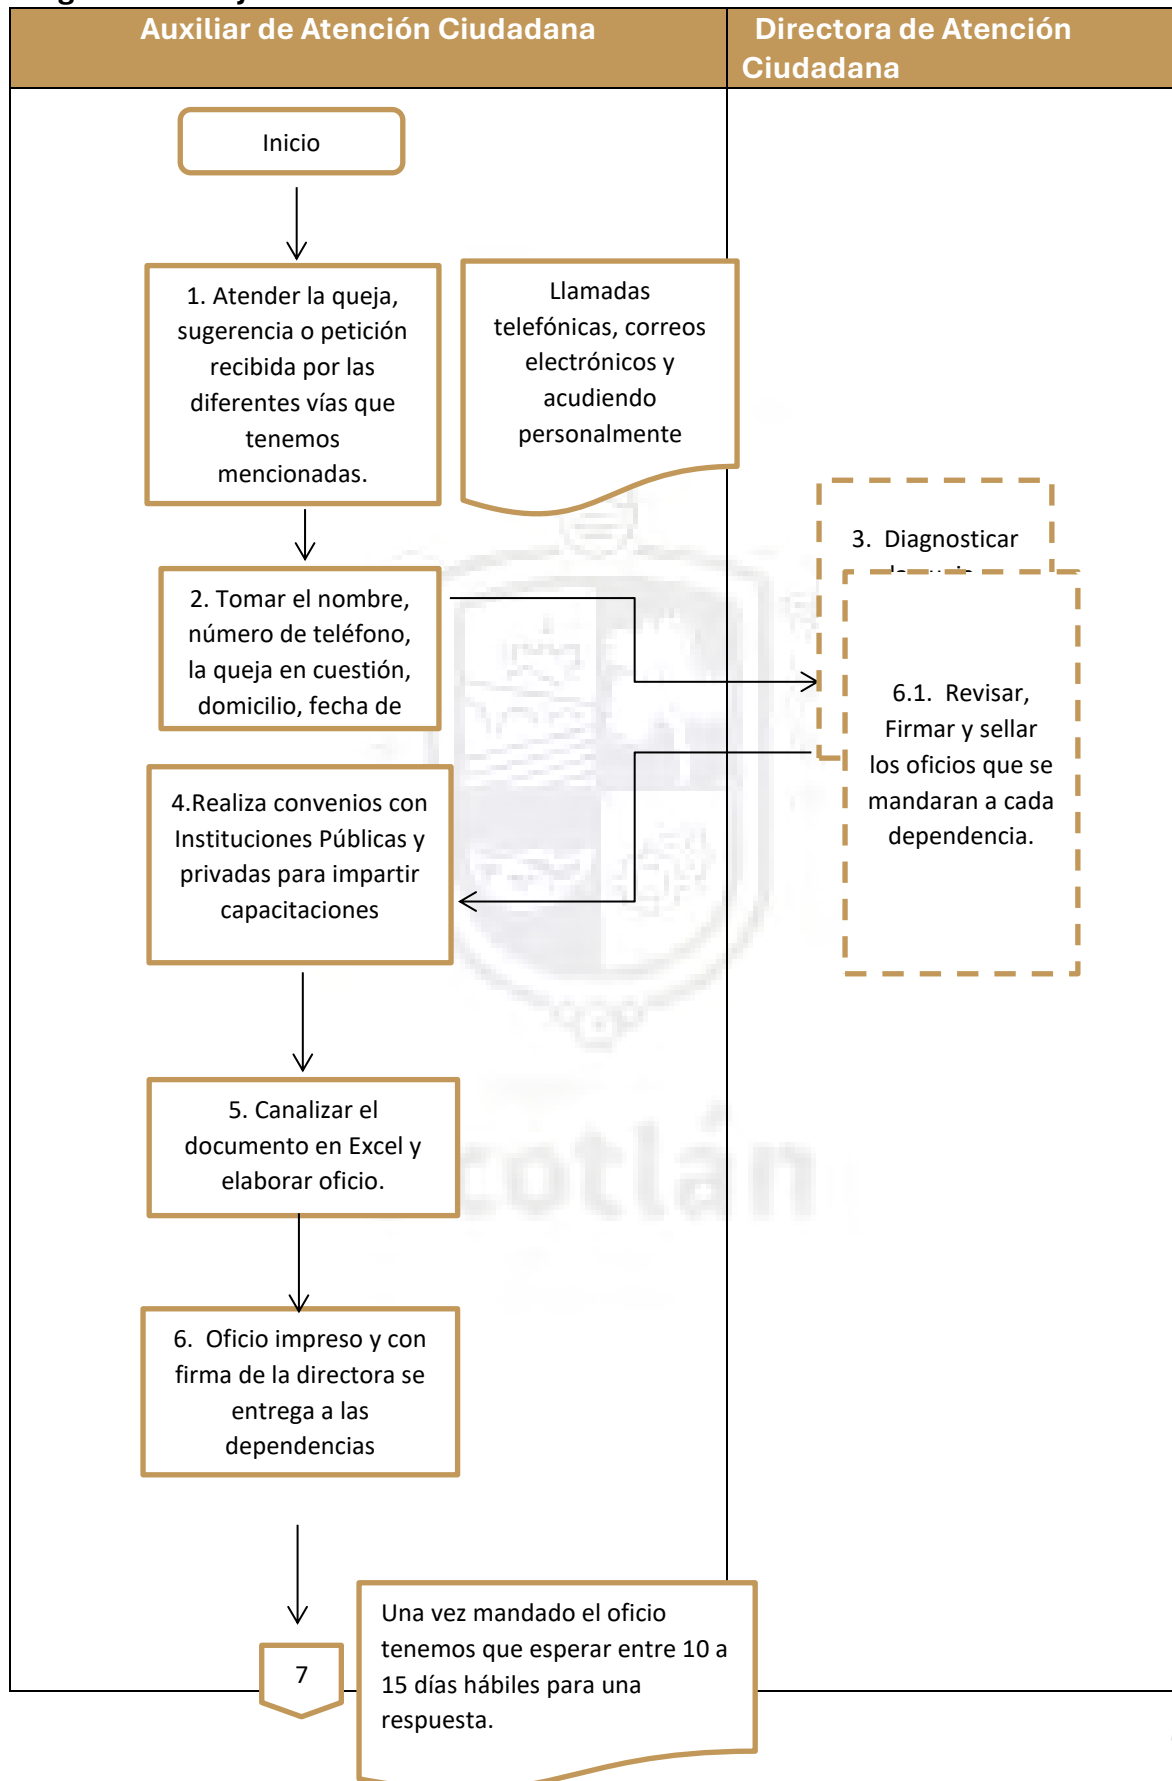 Auxiliar de Atención Ciudadana
Directora de Atención
Ciudadana
Inicio
1. Atender la queja,
sugerencia o petición
recibida por las
diferentes vías que
tenemos
mencionadas.
Llamadas
telefónicas, correos
electrónicos y
acudiendo
personalmente
2. Tomar el nombre,
número de teléfono,
la queja en cuestión,
domicilio, fecha de
3. Diagnosticar
6.1. Revisar,
Firmar y sellar
los oficios que se
mandaran a cada
dependencia.
4.Realiza convenios con
Instituciones Públicas y
privadas para impartir
capacitaciones
5. Canalizar el
documento en Excel y
elaborar oficio.
6. Oficio impreso y con
firma de la directora se
entrega a las
dependencias
7
Una vez mandado el oficio
tenemos que esperar entre 10 a
15 días hábiles para una
respuesta.
cotlán